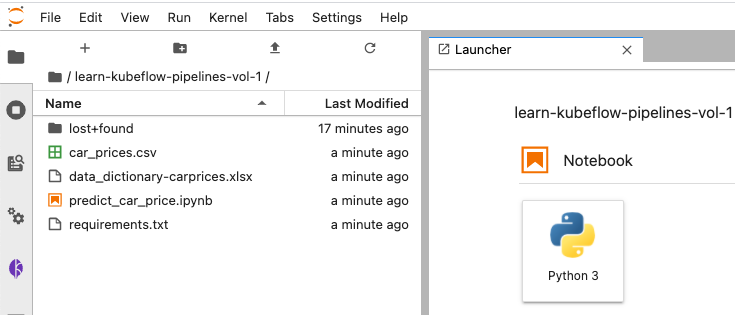 File Edit View Run Kernel Tabs Settings Help
Launcher
/ learn-kubeflow-pipelines-vol-1 /
Name Last Modified
lost+found 17 minutes ago
car_prices.csv a minute ago
data_dictionary-carprices.xlsx a minute ago
predict_car_price.ipynb a minute ago
requirements.txt a minute ago
learn-kubeflow-pipelines-vol-1
Notebook
Python 3